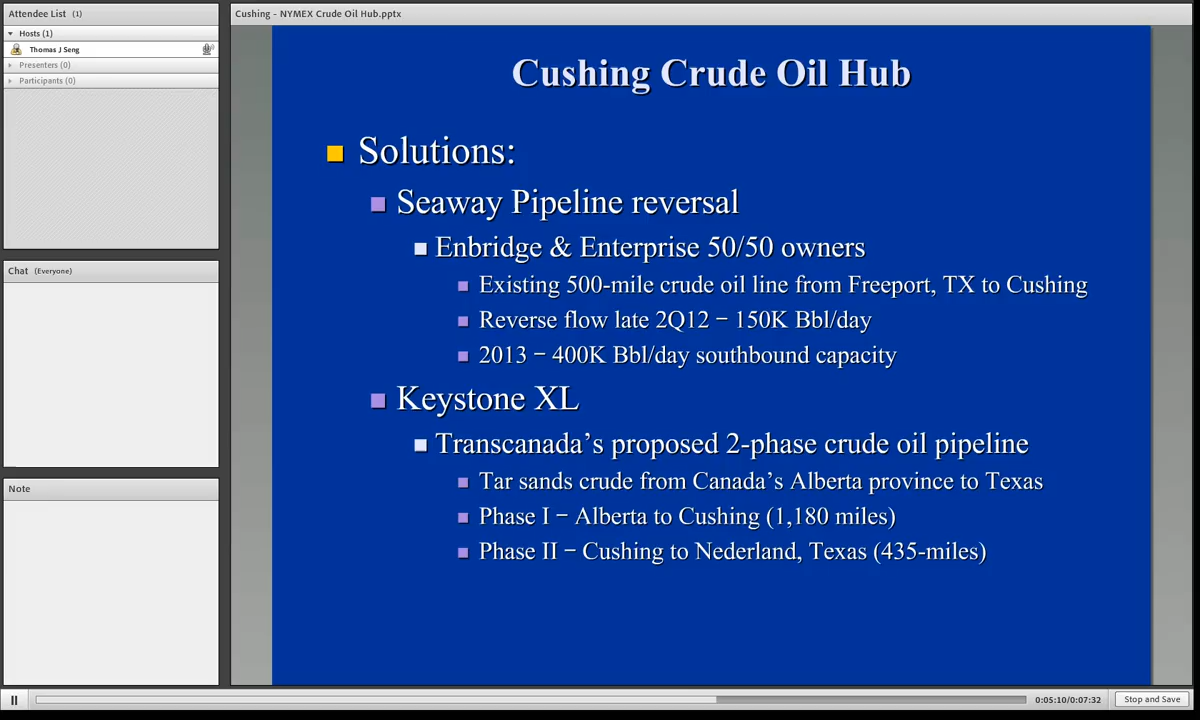 Attendee List (1)
Hosts (1)
Thomas J Seng
Presenters (0)
Participants (0)
Chat (Everyone)
Note
Cushing - NYMEX Crude Oil Hub.pptx
Cushing Crude Oil Hub
Solutions:
Seaway Pipeline reversal
Enbridge & Enterprise 50/50 owners
Existing 500-mile crude oil line from Freeport, TX to Cushing
Reverse flow late 2Q12 – 150K Bbl/day
2013 – 400K Bbl/day southbound capacity
Keystone XL
Transcanada’s proposed 2-phase crude oil pipeline
Tar sands crude from Canada’s Alberta province to Texas
Phase I – Alberta to Cushing (1,180 miles)
Phase II – Cushing to Nederland, Texas (435-miles)
0:05:10/0:07:32
Stop and Save